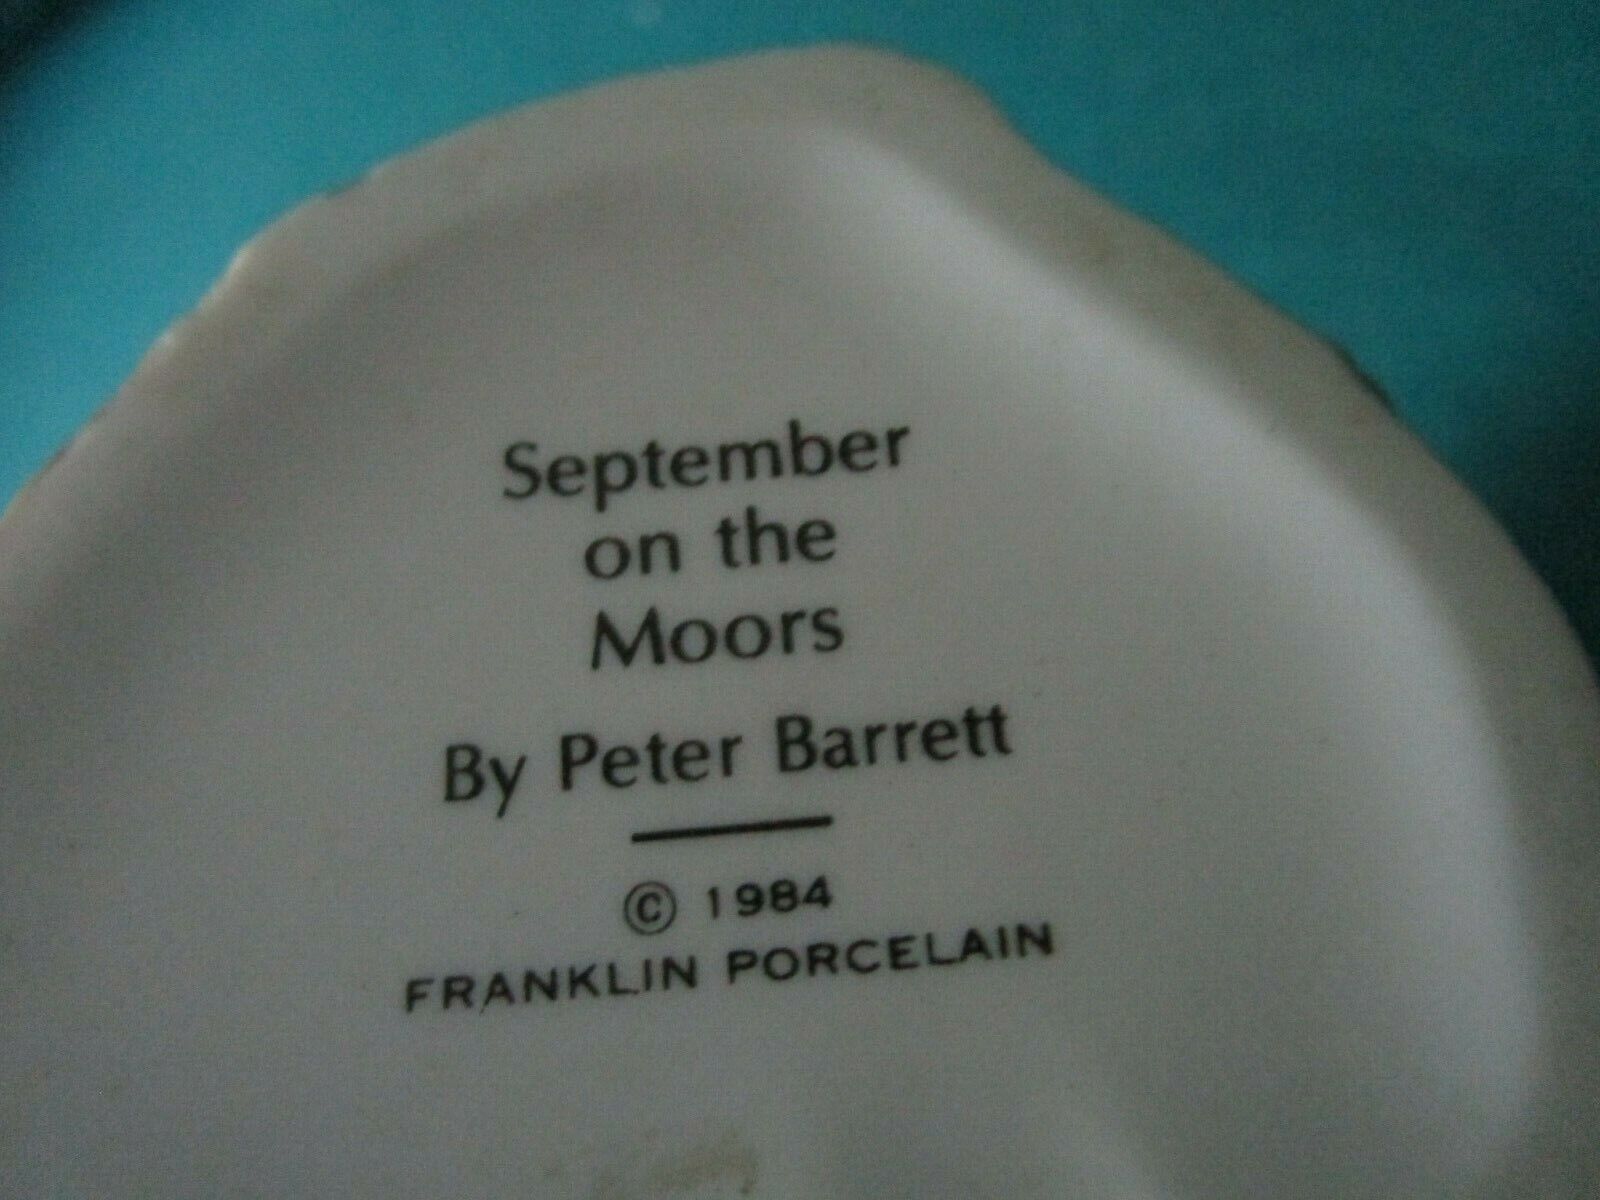 September
on the
Moors
By Peter Barrett
© 1984
FRANKLIN PORCELAIN